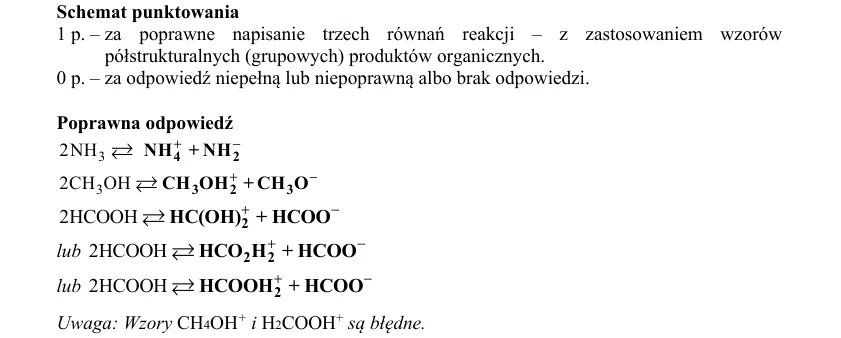 Schemat punktowania
1 p. – za poprawne napisanie trzech równań reakcji – z zastosowaniem wzorów
półstrukturalnych (grupowych) produktów organicznych.
0 p. – za odpowiedź niepełną lub niepoprawną albo brak odpowiedzi.
Poprawna odpowiedź
2NH₃ ⇄ NH₄⁺ + NH₂⁻
2CH₃OH ⇄ CH₃OH₂⁺ + CH₃O⁻
2HCOOH ⇄ HC(OH)₂⁺ + HCOO⁻
lub 2HCOOH ⇄ HCO₂H₂⁺ + HCOO⁻
lub 2HCOOH ⇄ HCOOH₂⁺ + HCOO⁻
Uwaga: Wzory CH₄OH⁺ i H₂COOH⁺ są błędne.